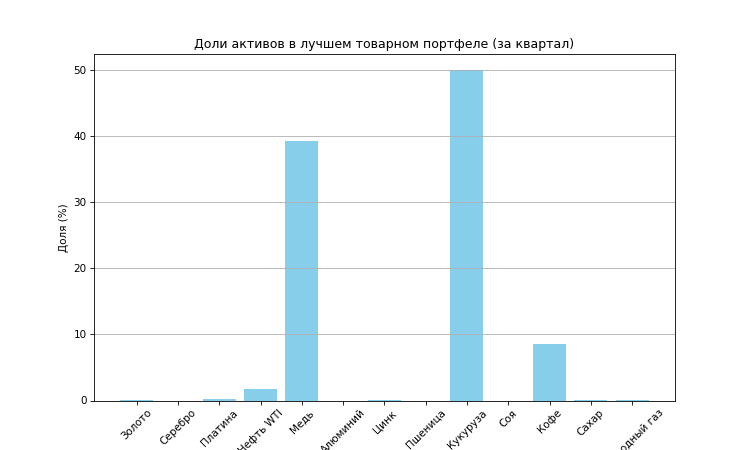 Доли активов в лучшем товарном портфеле (за квартал)
Доля (%)
50
40
30
20
10
0
Золото
Серебро
Платина
Нефть WTI
Медь
Алюминий
Цинк
Пшеница
Кукуруза
Соя
Кофе
Сахар
газ